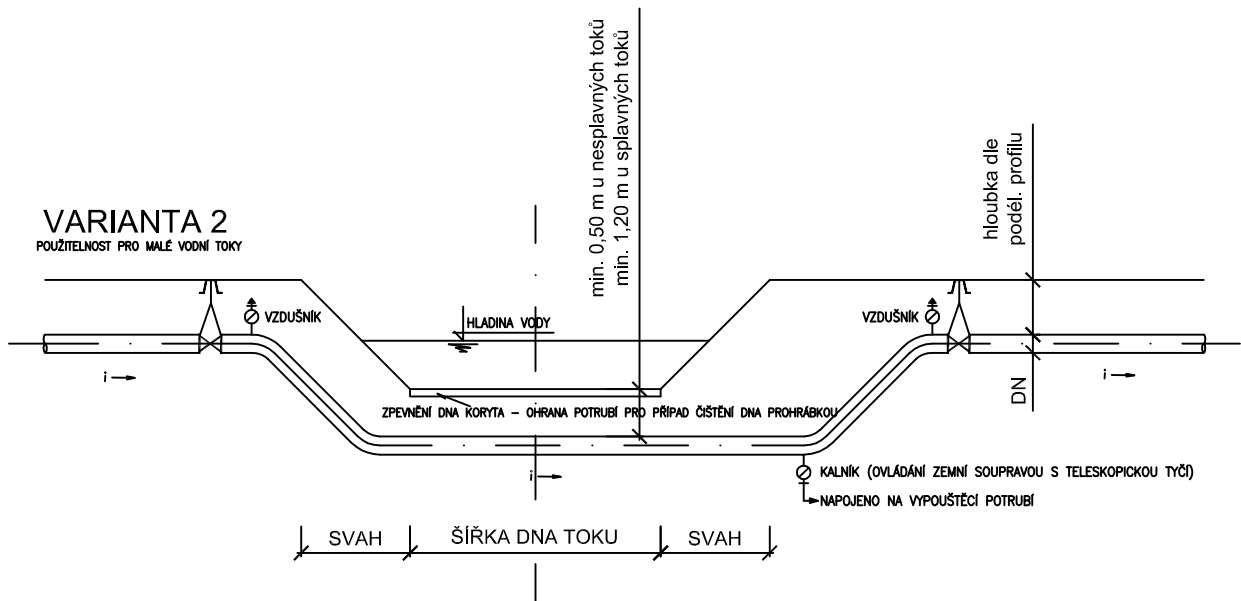 min. 0,50 m u nesplavných toků
min. 1,20 m u splavných toků
hloubka dle
poděl. profilu
VARIANTA 2
POUŽITELNOST PRO MALÉ VODNÍ TOKY
VZDUŠNÍK
HLADINA VODY
VZDUŠNÍK
i
i
DN
ZPEVNĚNÍ DNA KORYTA – OHRANA POTRUBÍ PRO PŘÍPAD ČIŠTĚNÍ DNA PROHRÁBKOU
i
KALNÍK (OVLÁDÁNÍ ZEMNÍ SOUPRAVOU S TELESKOPICKOU TYČÍ)
NAPOJENO NA VYPOUŠTĚCÍ POTRUBÍ
SVAH
ŠÍŘKA DNA TOKU
SVAH